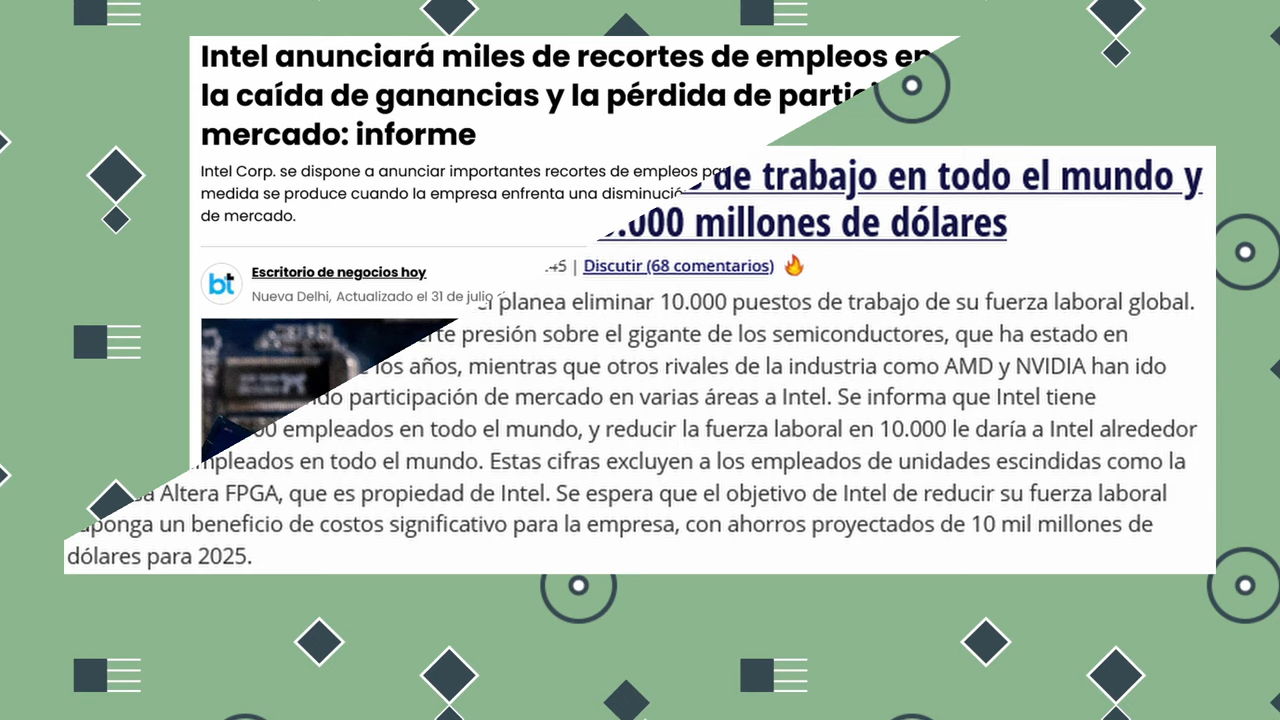 Intel anunciará miles de recortes de empleos en
la caída de ganancias y la pérdida de
mercado: informe
Intel Corp. se dispone a anunciar importantes recortes de empleos
medida se produce cuando la empresa enfrenta una
de mercado.
bt
Escritorio de negocios hoy
Nueva Delhi, Actualizado el 31 de julio
de trabajo en todo el mundo y
.000 millones de dólares
45 | Discutir (68 comentarios) 🔥
planea eliminar 10.000 puestos de trabajo de su fuerza laboral global.
presión sobre el gigante de los semiconductores, que ha estado en
los años, mientras que otros rivales de la industria como AMD y NVIDIA han ido
participación de mercado en varias áreas a Intel. Se informa que Intel tiene
empleados en todo el mundo, y reducir la fuerza laboral en 10.000 le daría a Intel alrededor
empleados en todo el mundo. Estas cifras excluyen a los empleados de unidades escindidas como la
Altera FPGA, que es propiedad de Intel. Se espera que el objetivo de Intel de reducir su fuerza laboral
un beneficio de costos significativo para la empresa, con ahorros proyectados de 10 mil millones de
dólares para 2025.